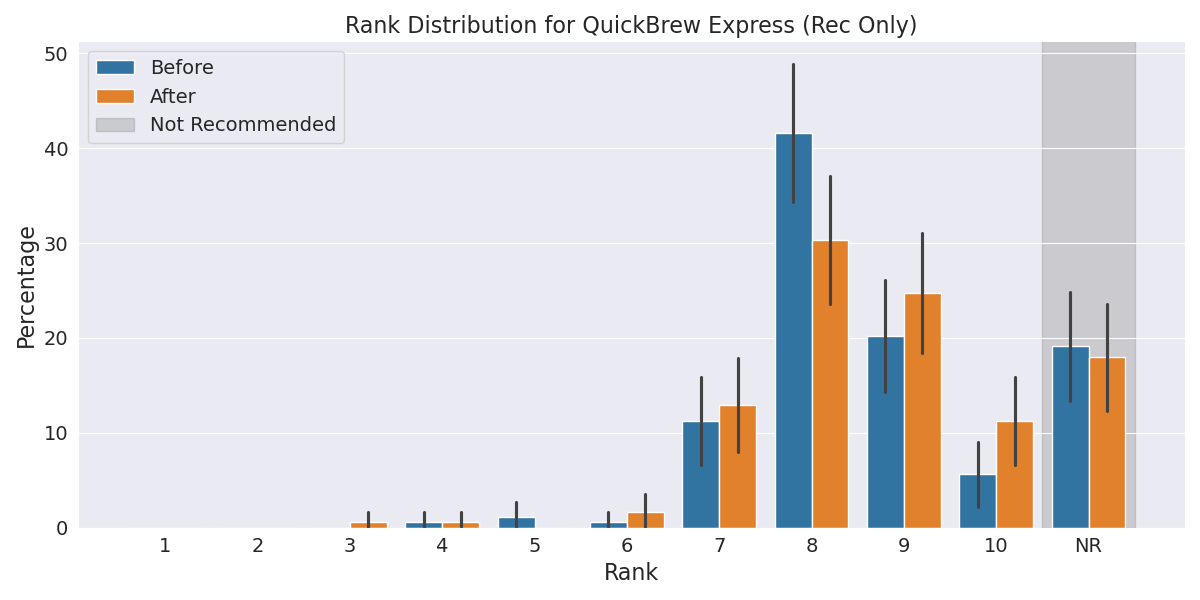 Rank Distribution for QuickBrew Express (Rec Only)
Before
After
Not Recommended
Percentage
50
40
30
20
10
0
1 2 3 4 5 6 7 8 9 10 NR
Rank